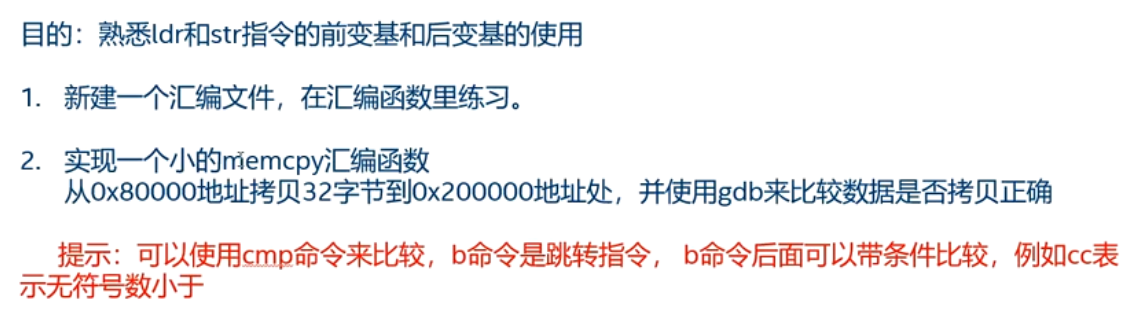 目的：熟悉ldr和str指令的前变基和后变基的使用
1. 新建一个汇编文件，在汇编函数里练习。
2. 实现一个小的memcpy汇编函数
从0x80000地址拷贝32字节到0x200000地址处，并使用gdb来比较数据是否拷贝正确
提示：可以使用cmp命令来比较，b命令是跳转指令， b命令后面可以带条件比较，例如cc表
示无符号数小于